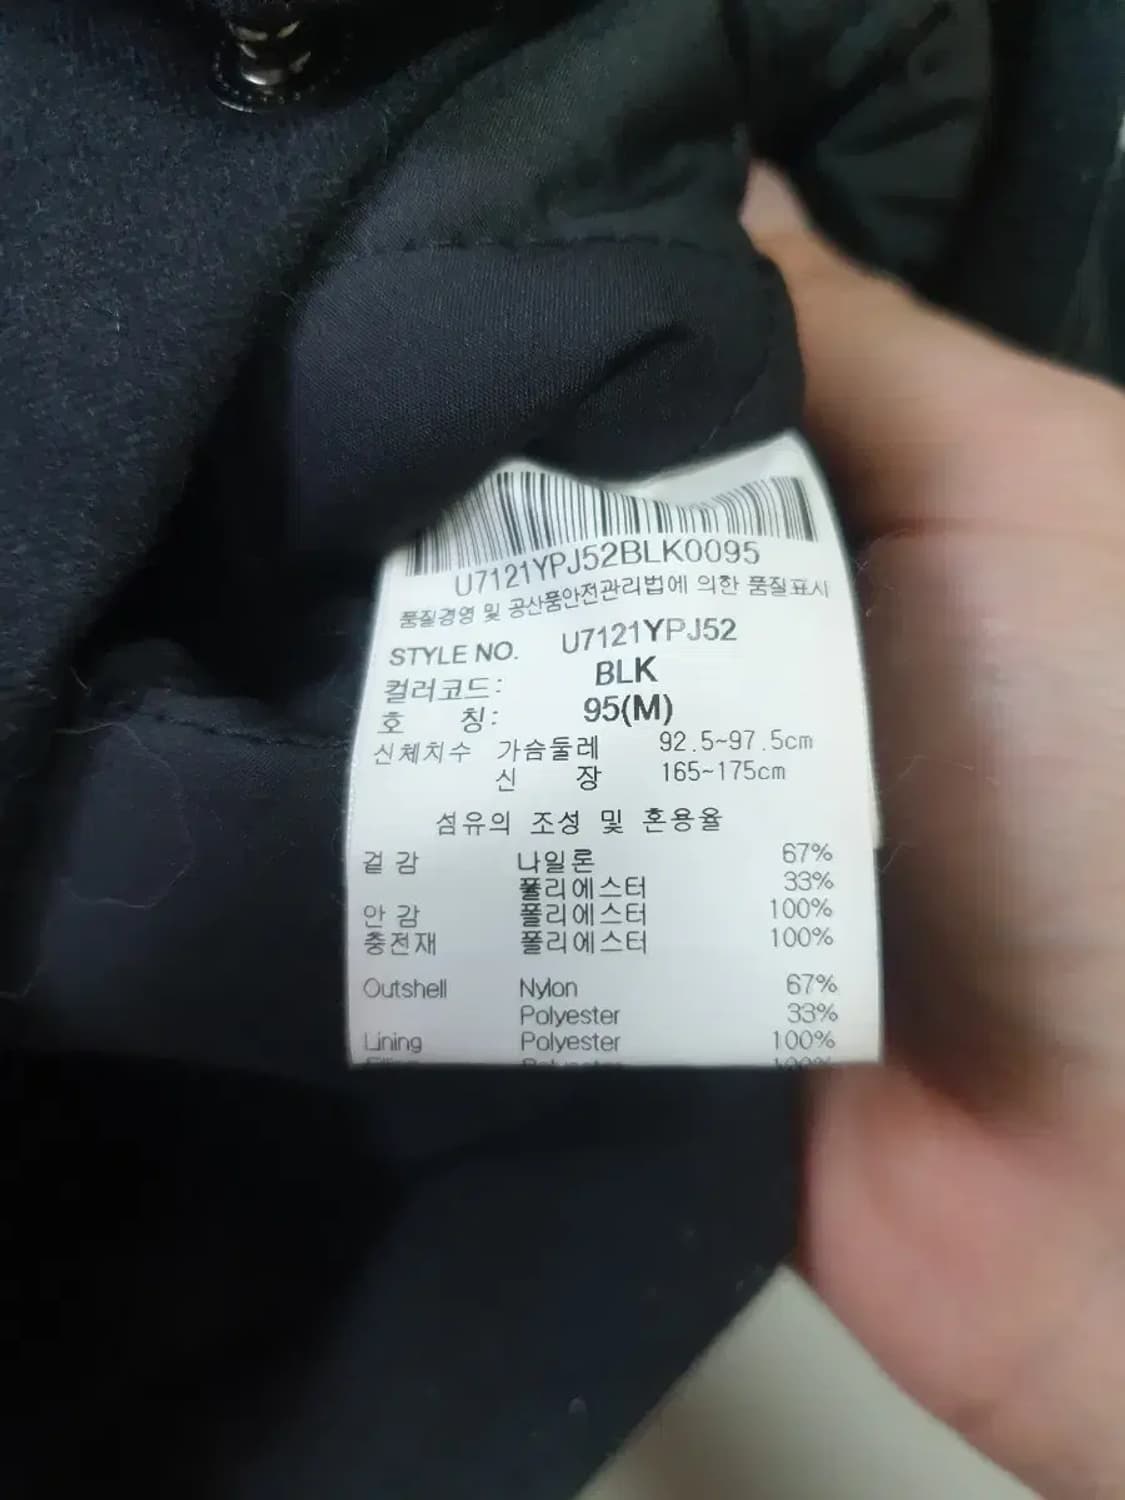 U7121YPJ52BLK0095
품질경영 및 공산품안전관리법에 의한 품질표시
STYLE NO. U7121YPJ52
컬러코드: BLK
호 칭: 95(M)
신체치수 가슴둘레 92.5~97.5cm
신 장 165~175cm
섬유의 조성 및 혼용율
겉 감 나일론 67%
폴리에스터 33%
안 감 폴리에스터 100%
충전재 폴리에스터 100%
Outshell Nylon 67%
Polyester 33%
Lining Polyester 100%